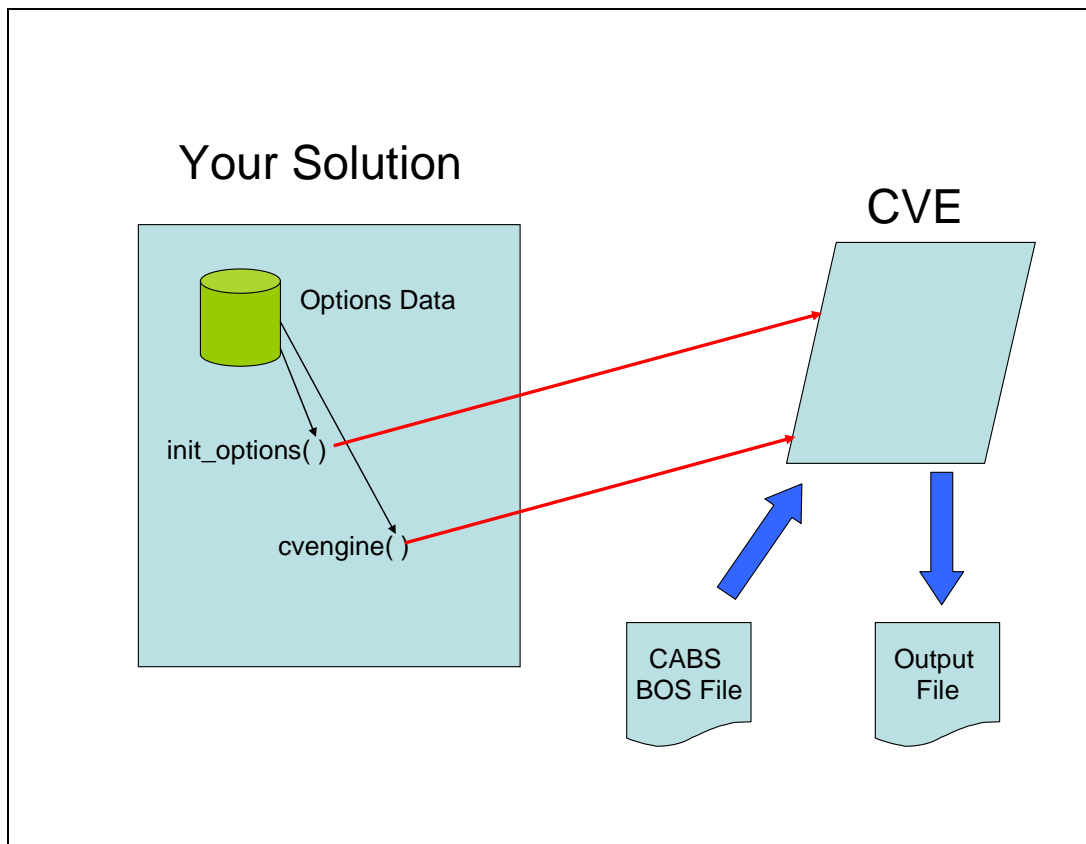 Your Solution
CVE
Options Data
init_options( )
cvengine( )
CABS
BOS File
Output
File